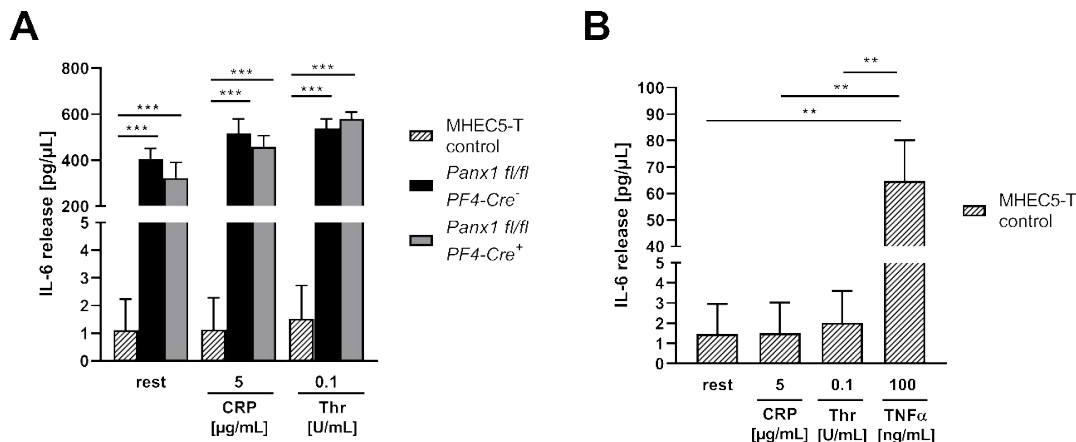 A
IL-6 release [pg/µL]
800
600
400
200
5
4
3
2
1
0
***
***
***
***
***
***
rest
5
CRP
[µg/mL]
0.1
Thr
[U/mL]
MHEC5-T
control
Panx1 fl/fl
PF4-Cre⁻
Panx1 fl/fl
PF4-Cre⁺
B
IL-6 release [pg/µL]
100
90
80
70
60
50
40
5
4
3
2
1
0
**
**
**
rest
5
CRP
[µg/mL]
0.1
Thr
[U/mL]
100
TNFα
[ng/mL]
MHEC5-T
control